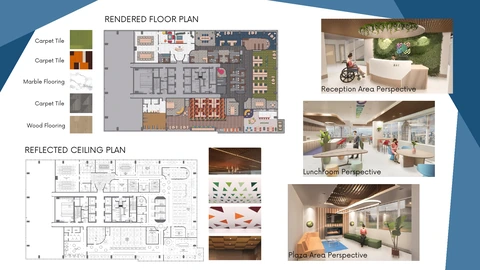 RENDERED FLOOR PLAN
Carpet Tile
Carpet Tile
Marble Flooring
Carpet Tile
Wood Flooring
REFLECTED CEILING PLAN
Reception Area Perspective
Lunchroom Perspective
Plaza Area Perspective